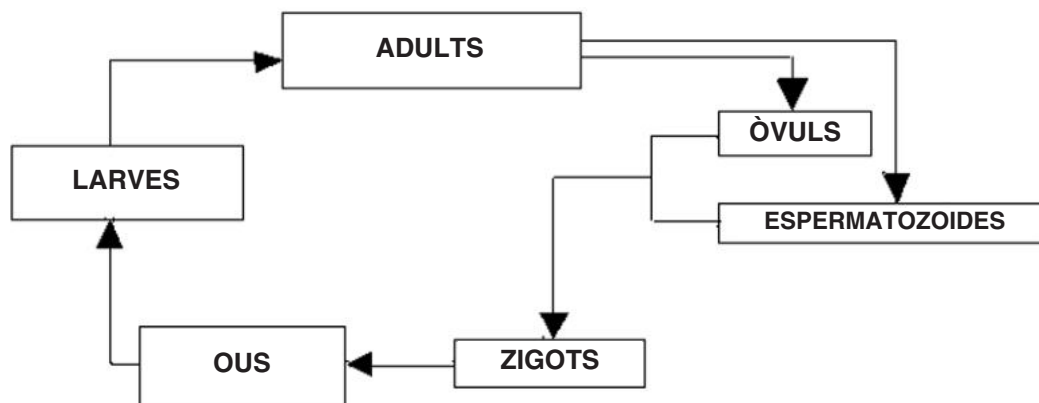 ADULTS
ÒVULS
LARVES
ESPERMATOZOIDES
OUS
ZIGOTS